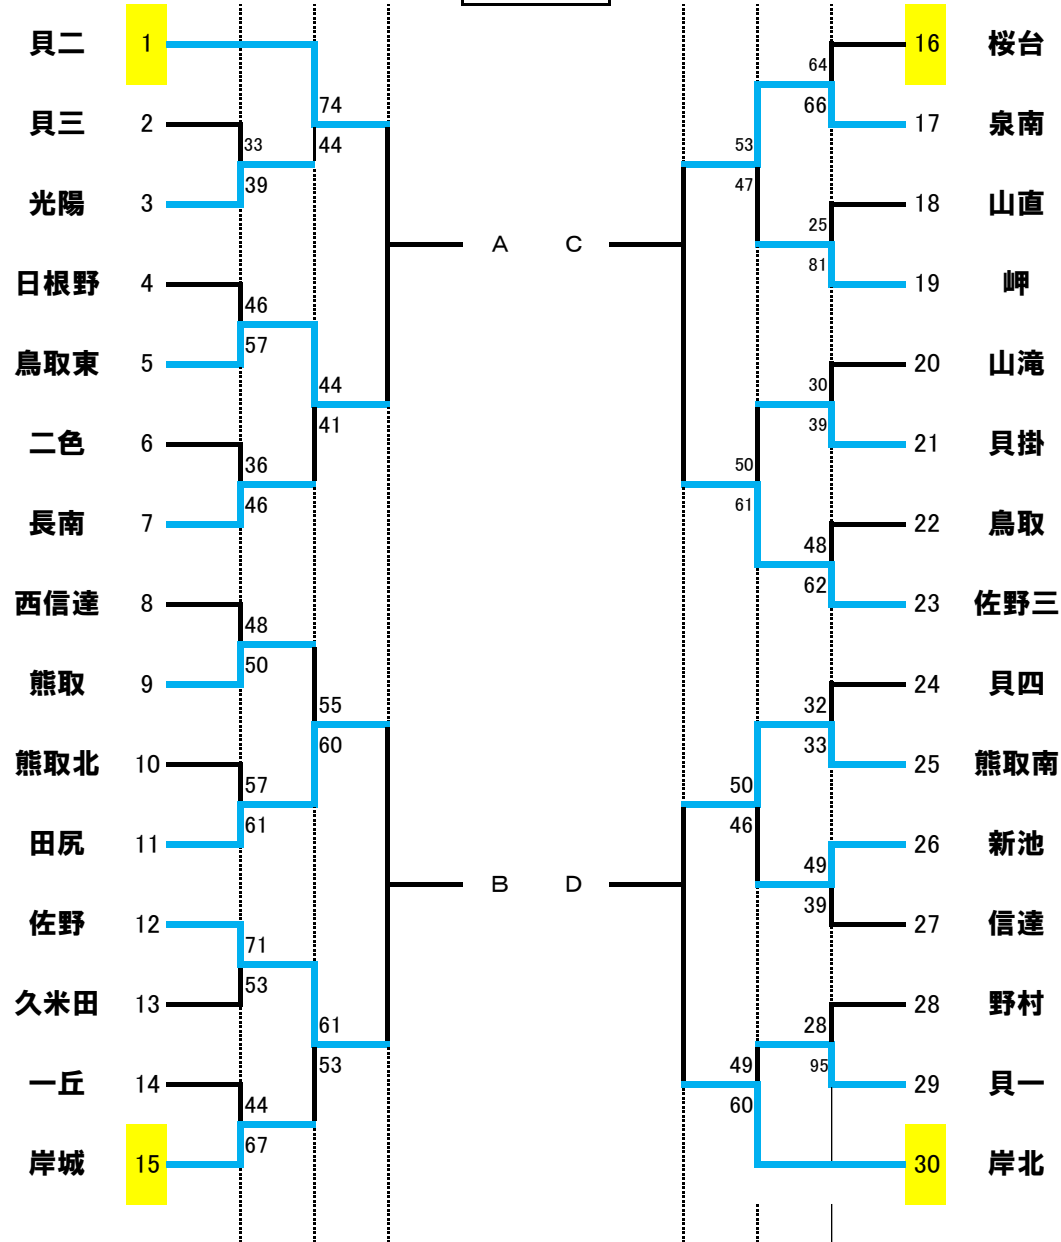 貝二 1
貝三 2
光陽 3
日根野 4
鳥取東 5
二色 6
長南 7
西信達 8
熊取 9
熊取北 10
田尻 11
佐野 12
久米田 13
一丘 14
岸城 15
33
39
46
57
36
46
48
50
57
61
71
53
44
67
74
44
44
41
55
60
61
53
A C
B D
53
47
50
61
50
46
49
60
64
66
25
81
30
39
48
62
32
33
49
39
28
95
16 桜台
17 泉南
18 山直
19 岬
20 山滝
21 貝掛
22 鳥取
23 佐野三
24 貝四
25 熊取南
26 新池
27 信達
28 野村
29 貝一
30 岸北